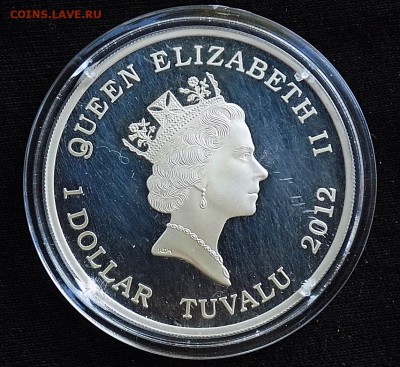 COINS.LAVE.RU
QUEEN ELIZABETH II
1 DOLLAR TUVALU 2012